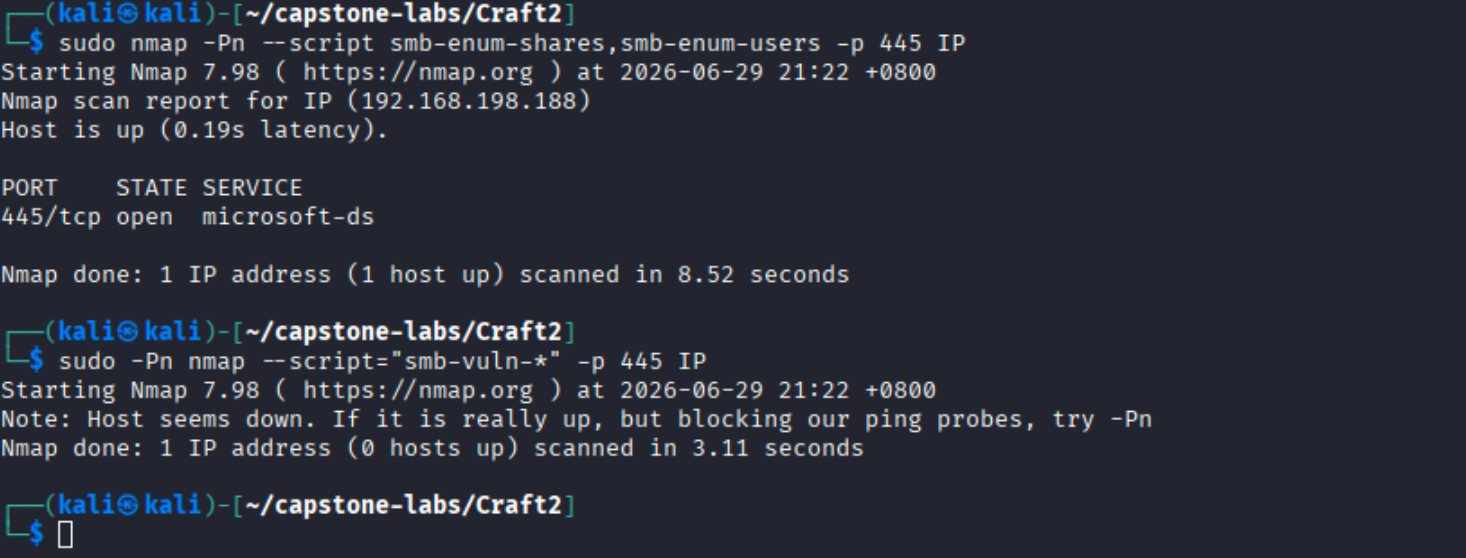 ┌──(kali㉿kali)-[~/capstone-labs/Craft2]
└─$ sudo nmap -Pn --script smb-enum-shares,smb-enum-users -p 445 IP
Starting Nmap 7.98 ( https://nmap.org ) at 2026-06-29 21:22 +0800
Nmap scan report for IP (192.168.198.188)
Host is up (0.19s latency).
PORT    STATE SERVICE
445/tcp open  microsoft-ds
Nmap done: 1 IP address (1 host up) scanned in 8.52 seconds
┌──(kali㉿kali)-[~/capstone-labs/Craft2]
└─$ sudo -Pn nmap --script="smb-vuln-*" -p 445 IP
Starting Nmap 7.98 ( https://nmap.org ) at 2026-06-29 21:22 +0800
Note: Host seems down. If it is really up, but blocking our ping probes, try -Pn
Nmap done: 1 IP address (0 hosts up) scanned in 3.11 seconds
┌──(kali㉿kali)-[~/capstone-labs/Craft2]
└─$